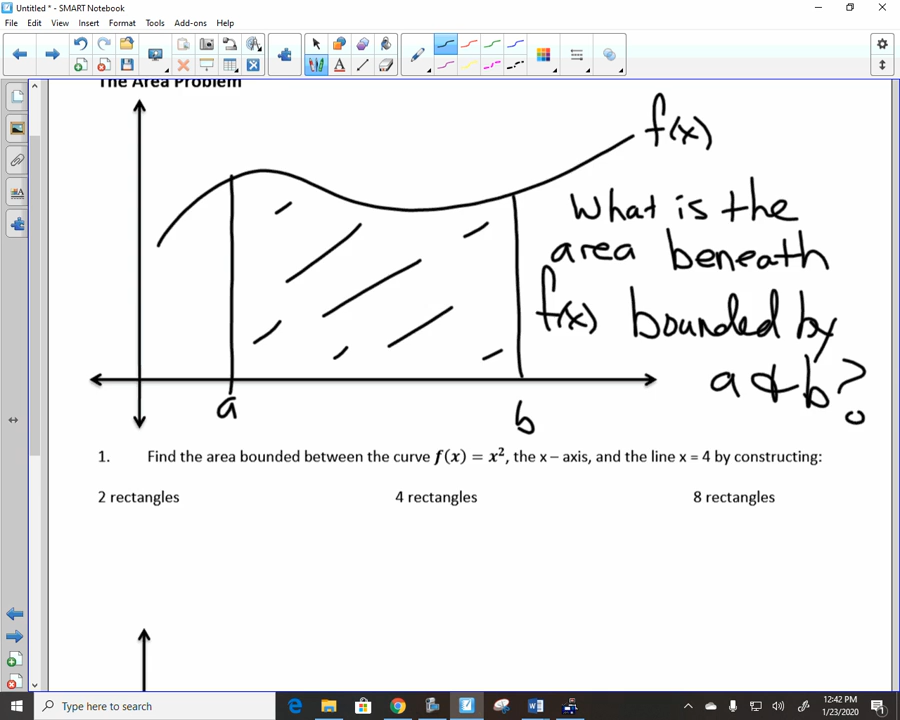 Untitled * - SMART Notebook
File Edit View Insert Format Tools Add-ons Help
The Area Problem
f(x)
What is the
area beneath
f(x) bounded by
a & b?
a
b
1. Find the area bounded between the curve f(x) = x², the x – axis, and the line x = 4 by constructing:
2 rectangles 4 rectangles 8 rectangles
Type here to search
12:42 PM
1/23/2020